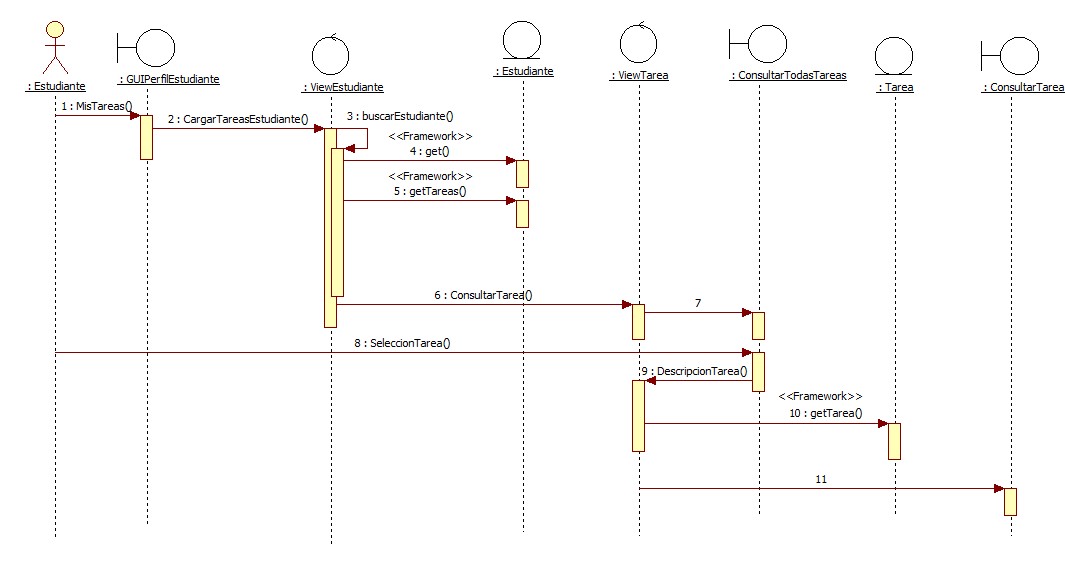 : Estudiante
: GUIPerfilEstudiante
: ViewEstudiante
: Estudiante
: ViewTarea
: ConsultarTodasTareas
: Tarea
: ConsultarTarea
1 : MisTareas()
2 : CargarTareasEstudiante()
3 : buscarEstudiante()
<<Framework>>
4 : get()
<<Framework>>
5 : getTareas()
6 : ConsultarTarea()
7
8 : SeleccionTarea()
9 : DescripcionTarea()
<<Framework>>
10 : getTarea()
11